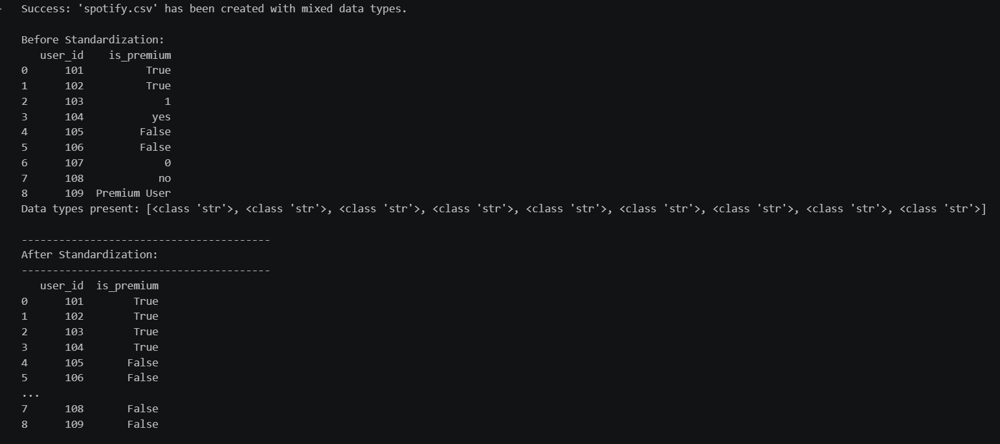 Success: 'spotify.csv' has been created with mixed data types.
Before Standardization:
user_id is_premium
0 101 True
1 102 True
2 103 1
3 104 yes
4 105 False
5 106 False
6 107 0
7 108 no
8 109 Premium User
Data types present: [<class 'str'>, <class 'str'>, <class 'str'>, <class 'str'>, <class 'str'>, <class 'str'>, <class 'str'>, <class 'str'>, <class 'str'>]
----------------------------------------
After Standardization:
----------------------------------------
user_id is_premium
0 101 True
1 102 True
2 103 True
3 104 True
4 105 False
5 106 False
...
7 108 False
8 109 False